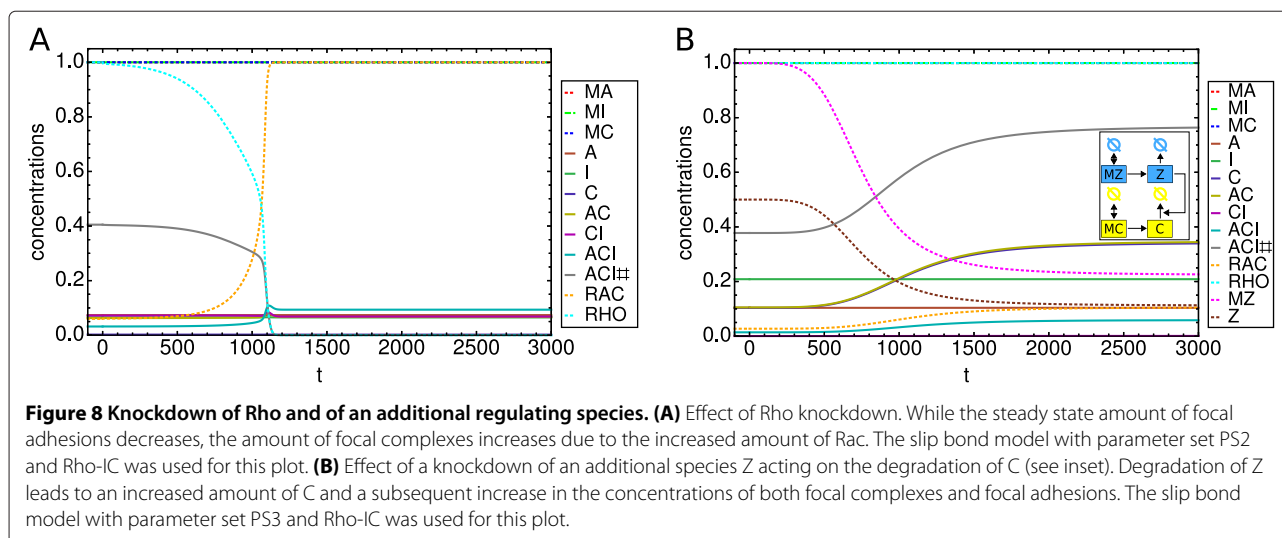 A
B
1.0
0.8
0.6
0.4
0.2
0.0
concentrations
0 500 1000 1500 2000 2500 3000
t
MA
MI
MC
A
I
C
AC
CI
ACI
ACI#
RAC
RHO
1.0
0.8
0.6
0.4
0.2
0.0
concentrations
0 500 1000 1500 2000 2500 3000
t
∅ ∅
MZ Z
∅ ∅
MC C
MA
MI
MC
A
I
C
AC
CI
ACI
ACI#
RAC
RHO
MZ
Z
Figure 8 Knockdown of Rho and of an additional regulating species. (A) Effect of Rho knockdown. While the steady state amount of focal
adhesions decreases, the amount of focal complexes increases due to the increased amount of Rac. The slip bond model with parameter set PS2
and Rho-IC was used for this plot. (B) Effect of a knockdown of an additional species Z acting on the degradation of C (see inset). Degradation of Z
leads to an increased amount of C and a subsequent increase in the concentrations of both focal complexes and focal adhesions. The slip bond
model with parameter set PS3 and Rho-IC was used for this plot.